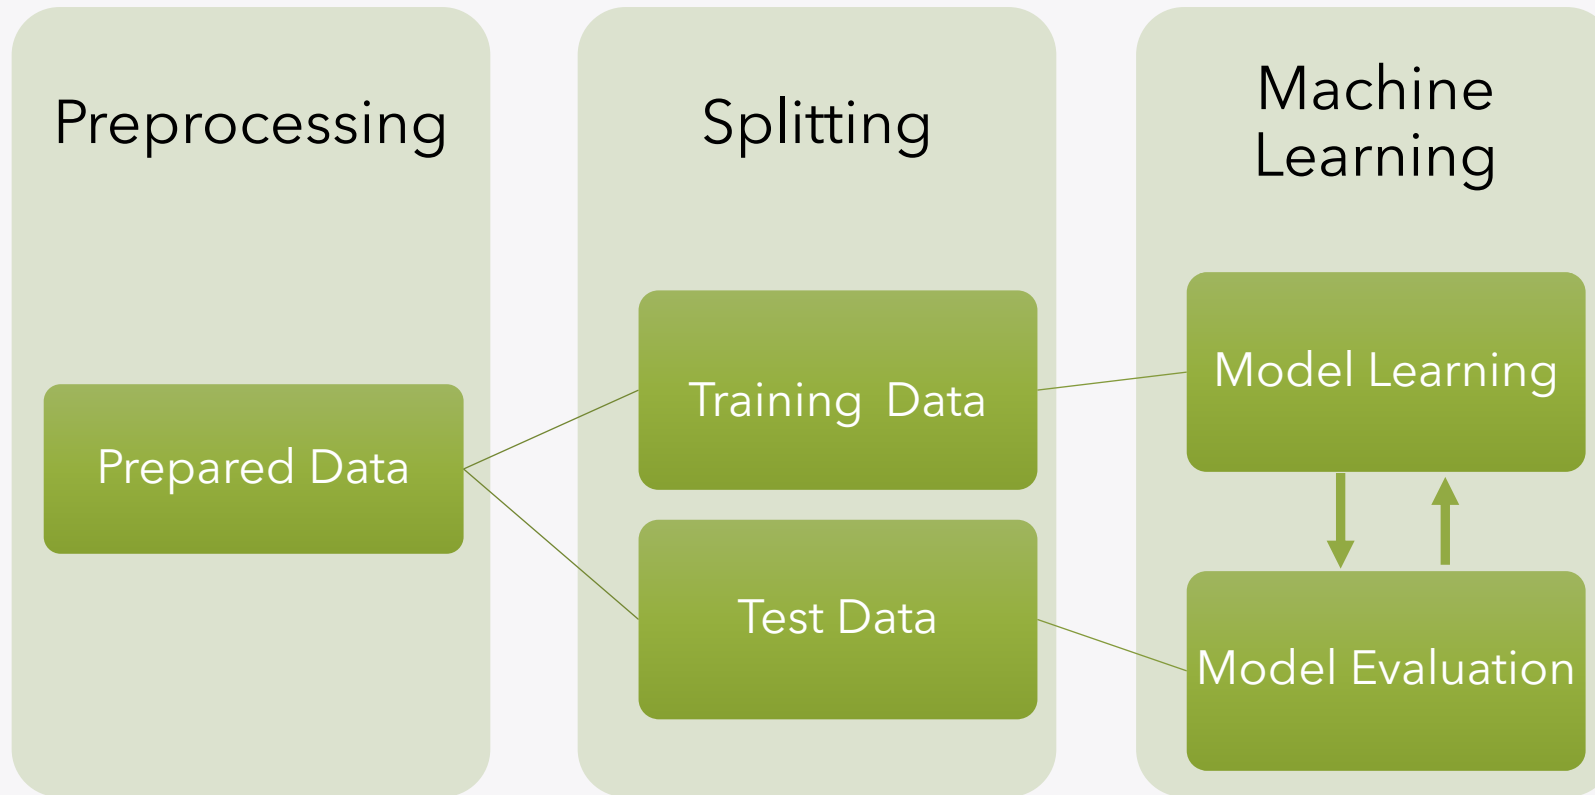 Preprocessing
Prepared Data
Splitting
Training Data
Test Data
Machine
Learning
Model Learning
Model Evaluation